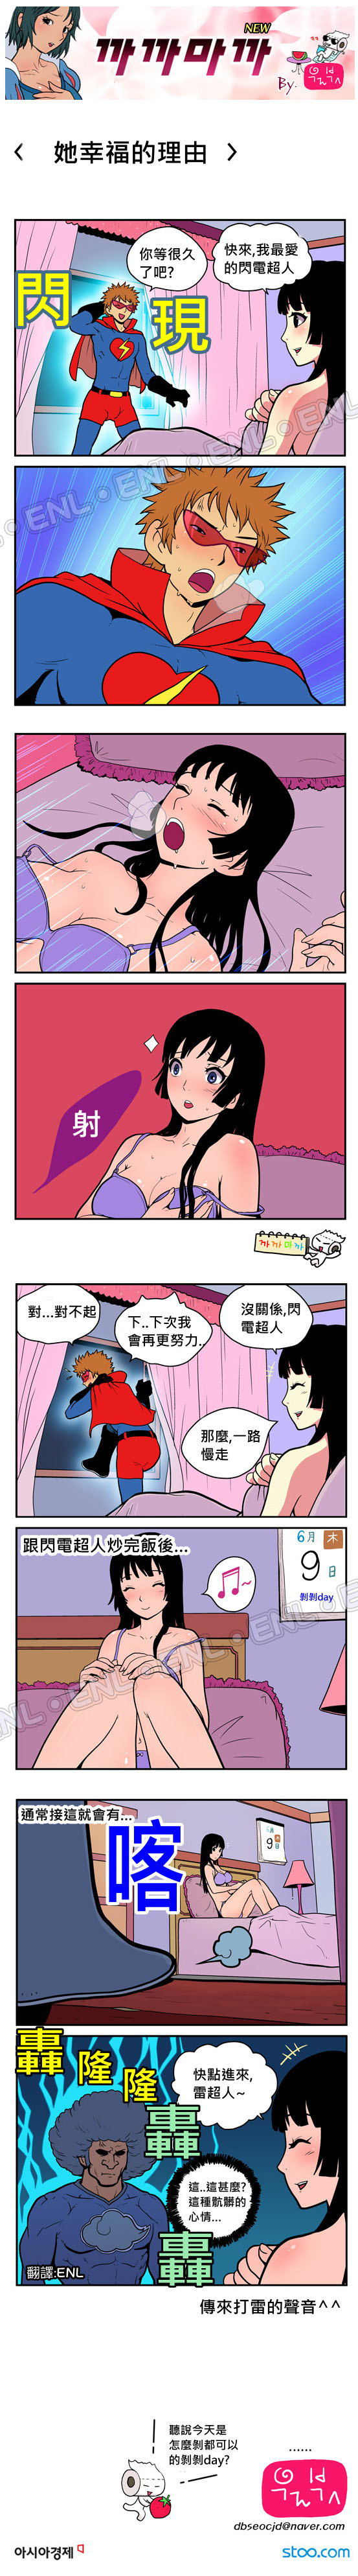 NEW
까까마까
By.
< 她幸福的理由 >
你等很久
了吧?
快來,我最愛
的閃電超人
閃
現
ENL
射
까까마까
對...對不起
下..下次我
會再更努力..
沒關係,閃
電超人
那麼,一路
慢走
跟閃電超人炒完飯後...
6月 木
9日
剝剝day
通常接這就會有...
喀
9
轟
隆
隆
快點進來,
雷超人~
轟
這..這甚麼?
這種骯髒的
心情...
轟
翻譯:ENL
傳來打雷的聲音^^
聽說今天是
怎麼剝都可以
的剝剝day?
......
dbseocjd@naver.com
아시아경제
stoo.com